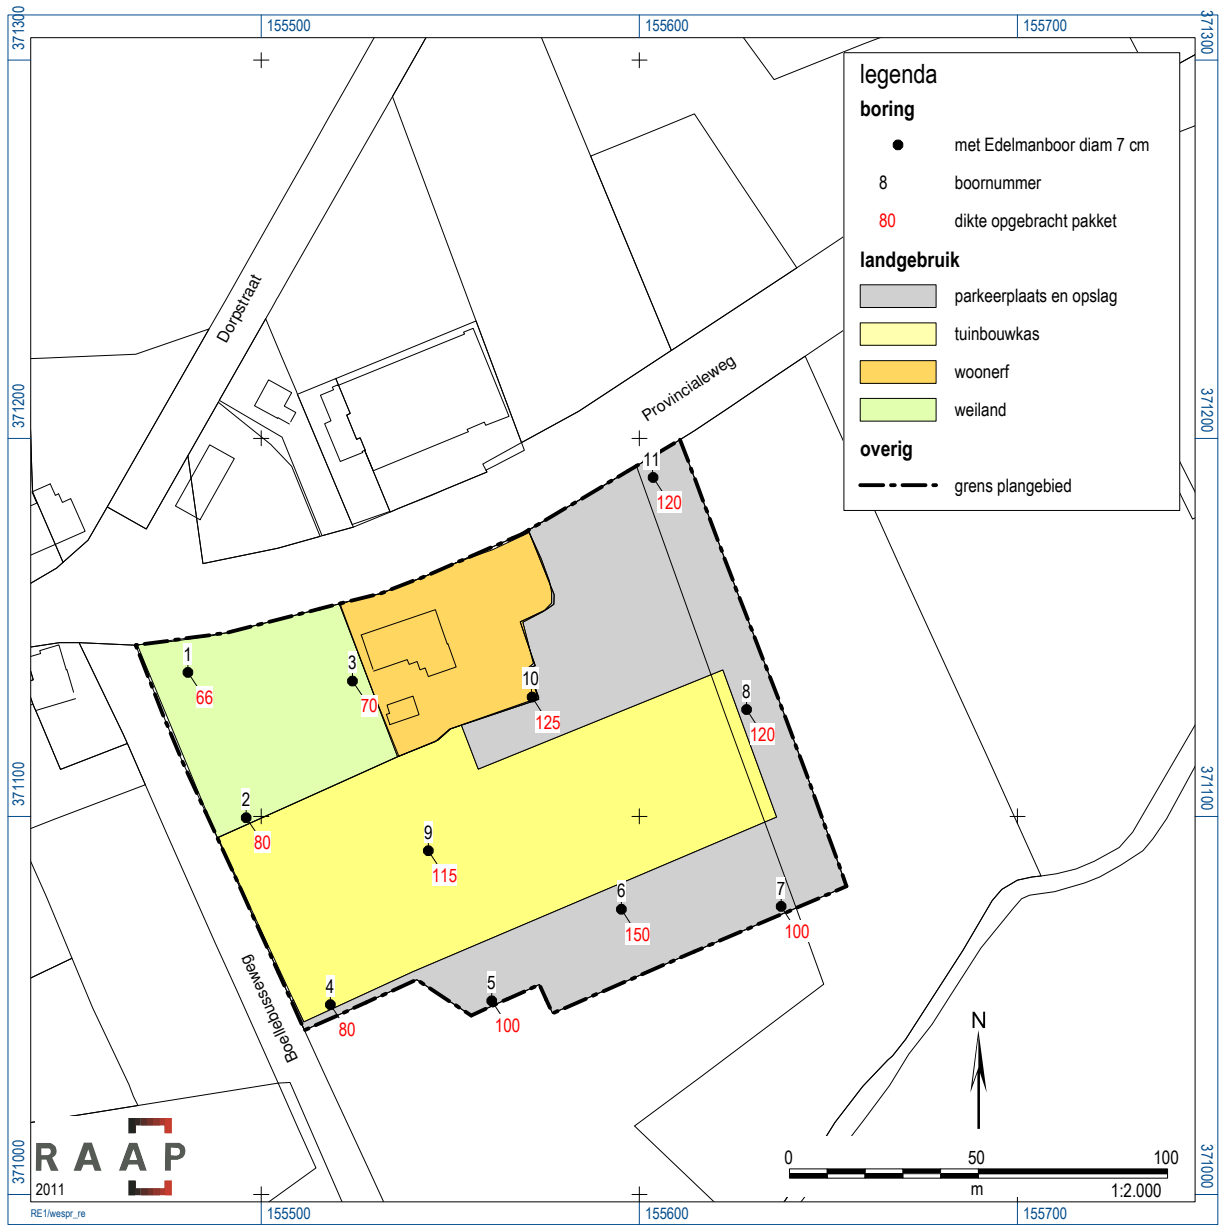 155500
155600
155700
371300
371300
legenda
boring
met Edelmanboor diam 7 cm
8
boornummer
80
dikte opgebracht pakket
landgebruik
parkeerplaats en opslag
tuinbouwkas
woonerf
weiland
overig
grens plangebied
Dorpstraat
Provincialeweg
371200
371200
11
120
1
66
3
70
10
125
8
120
371100
371100
2
80
9
115
6
150
7
100
5
100
4
80
Boellebusseweg
N
RAAP
2011
0
50
100
m
1:2.000
371000
371000
RE1/wespr_re
155500
155600
155700